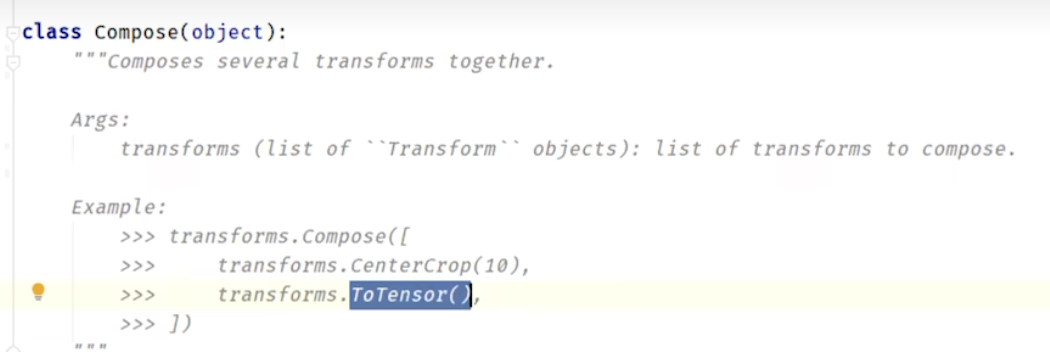 class Compose(object):
"""Composes several transforms together.
Args:
transforms (list of ``Transform`` objects): list of transforms to compose.
Example:
>>> transforms.Compose([
>>>     transforms.CenterCrop(10),
>>>     transforms.ToTensor(),
>>> ])
"""